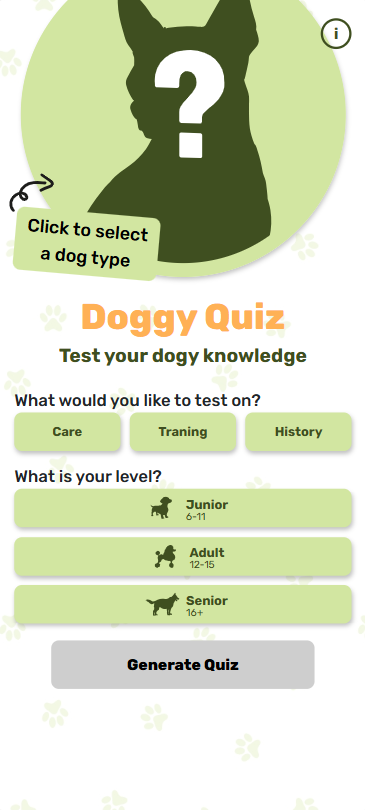 i
?
Click to select
a dog type
Doggy Quiz
Test your dogy knowledge
What would you like to test on?
Care Traning History
What is your level?
Junior
6-11
Adult
12-15
Senior
16+
Generate Quiz